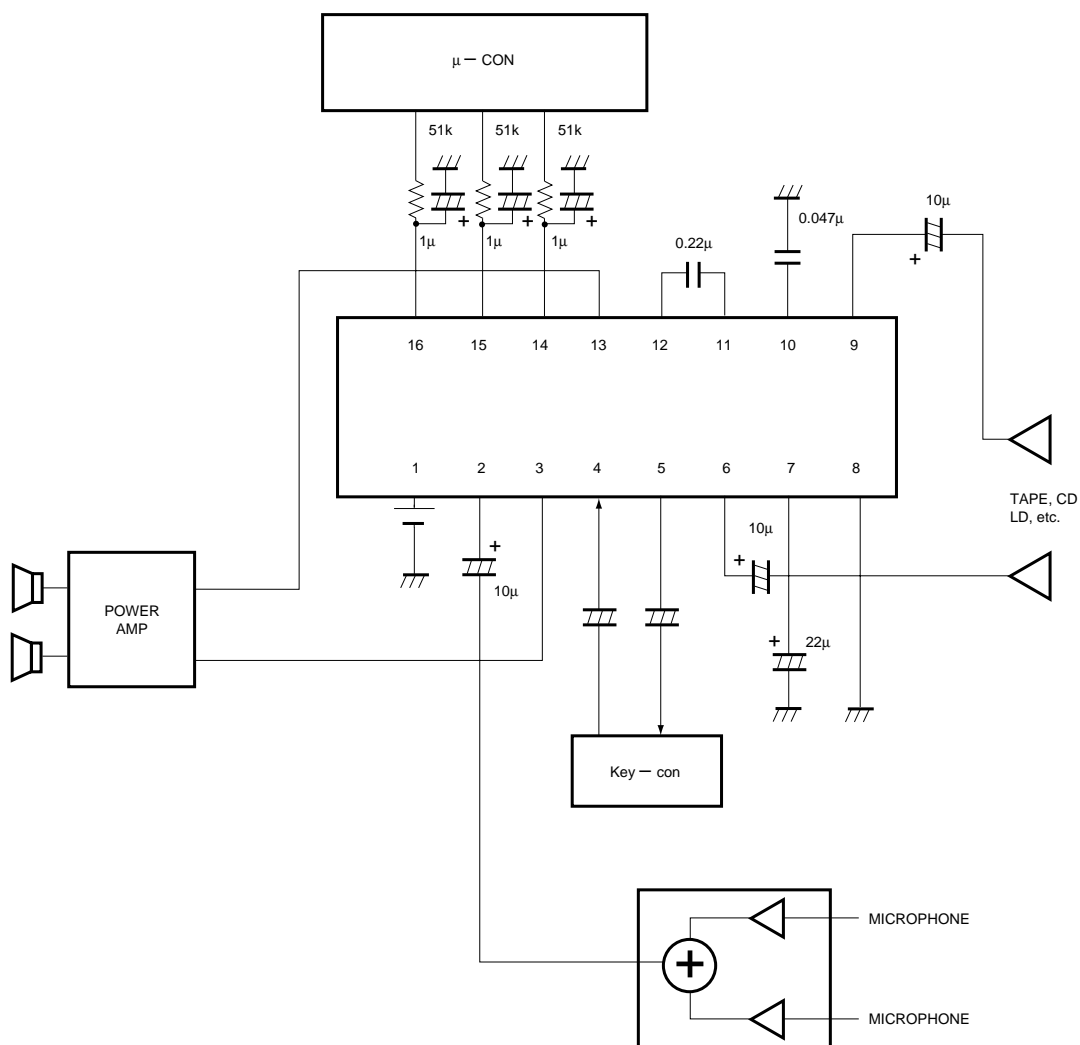 μ － CON
51k 51k 51k
10μ
0.047μ
+ + +
1μ 1μ 1μ
0.22μ
+
16 15 14 13 12 11 10 9
1 2 3 4 5 6 7 8
TAPE, CD
LD, etc.
10μ
+
+
10μ
POWER
AMP
+
22μ
Key － con
MICROPHONE
+
MICROPHONE